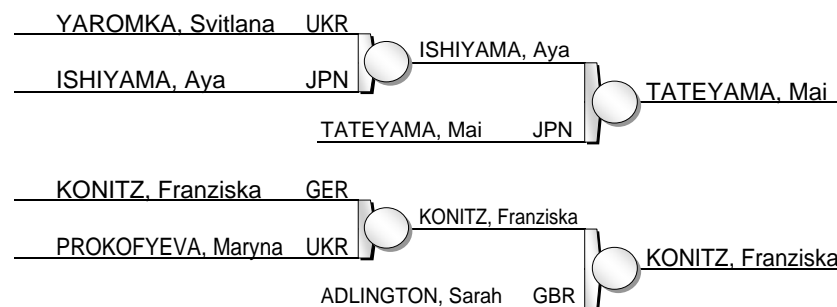 YAROMKA, Svitlana UKR
ISHIYAMA, Aya
ISHIYAMA, Aya JPN
TATEYAMA, Mai
TATEYAMA, Mai JPN
KONITZ, Franziska GER
KONITZ, Franziska
PROKOFYEVA, Maryna UKR
KONITZ, Franziska
ADLINGTON, Sarah GBR